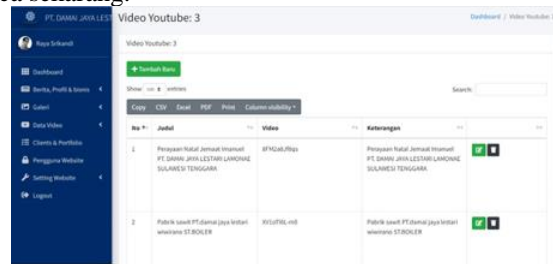 PT. DAMAI JAYA LEST
Video Youtube: 3
Dashboard / Video Youtube: 3
Raya Srikandi
Video Youtube: 3
Dashboard
Berita, Profil & bisnis
Galeri
Data Video
Clients & Portfolio
Pengguna Website
Setting Website
Logout
+ Tambah Baru
Show entries
Search:
Copy CSV Excel PDF Print Column visibility
No Judul Video Keterangan
1
Perayaan Natal Jemaat Imanuel
PT. DAMAI JAYA LESTARI LAMONAE
SULAWESI TENGGARA
Perayaan Natal Jemaat Imanuel
PT. DAMAI JAYA LESTARI LAMONAE
SULAWESI TENGGARA
2
Pabrik sawit PT.damai jaya lestari
wiwirano ST.BOILER
Pabrik sawit PT.damai jaya lestari
wiwirano ST.BOILER